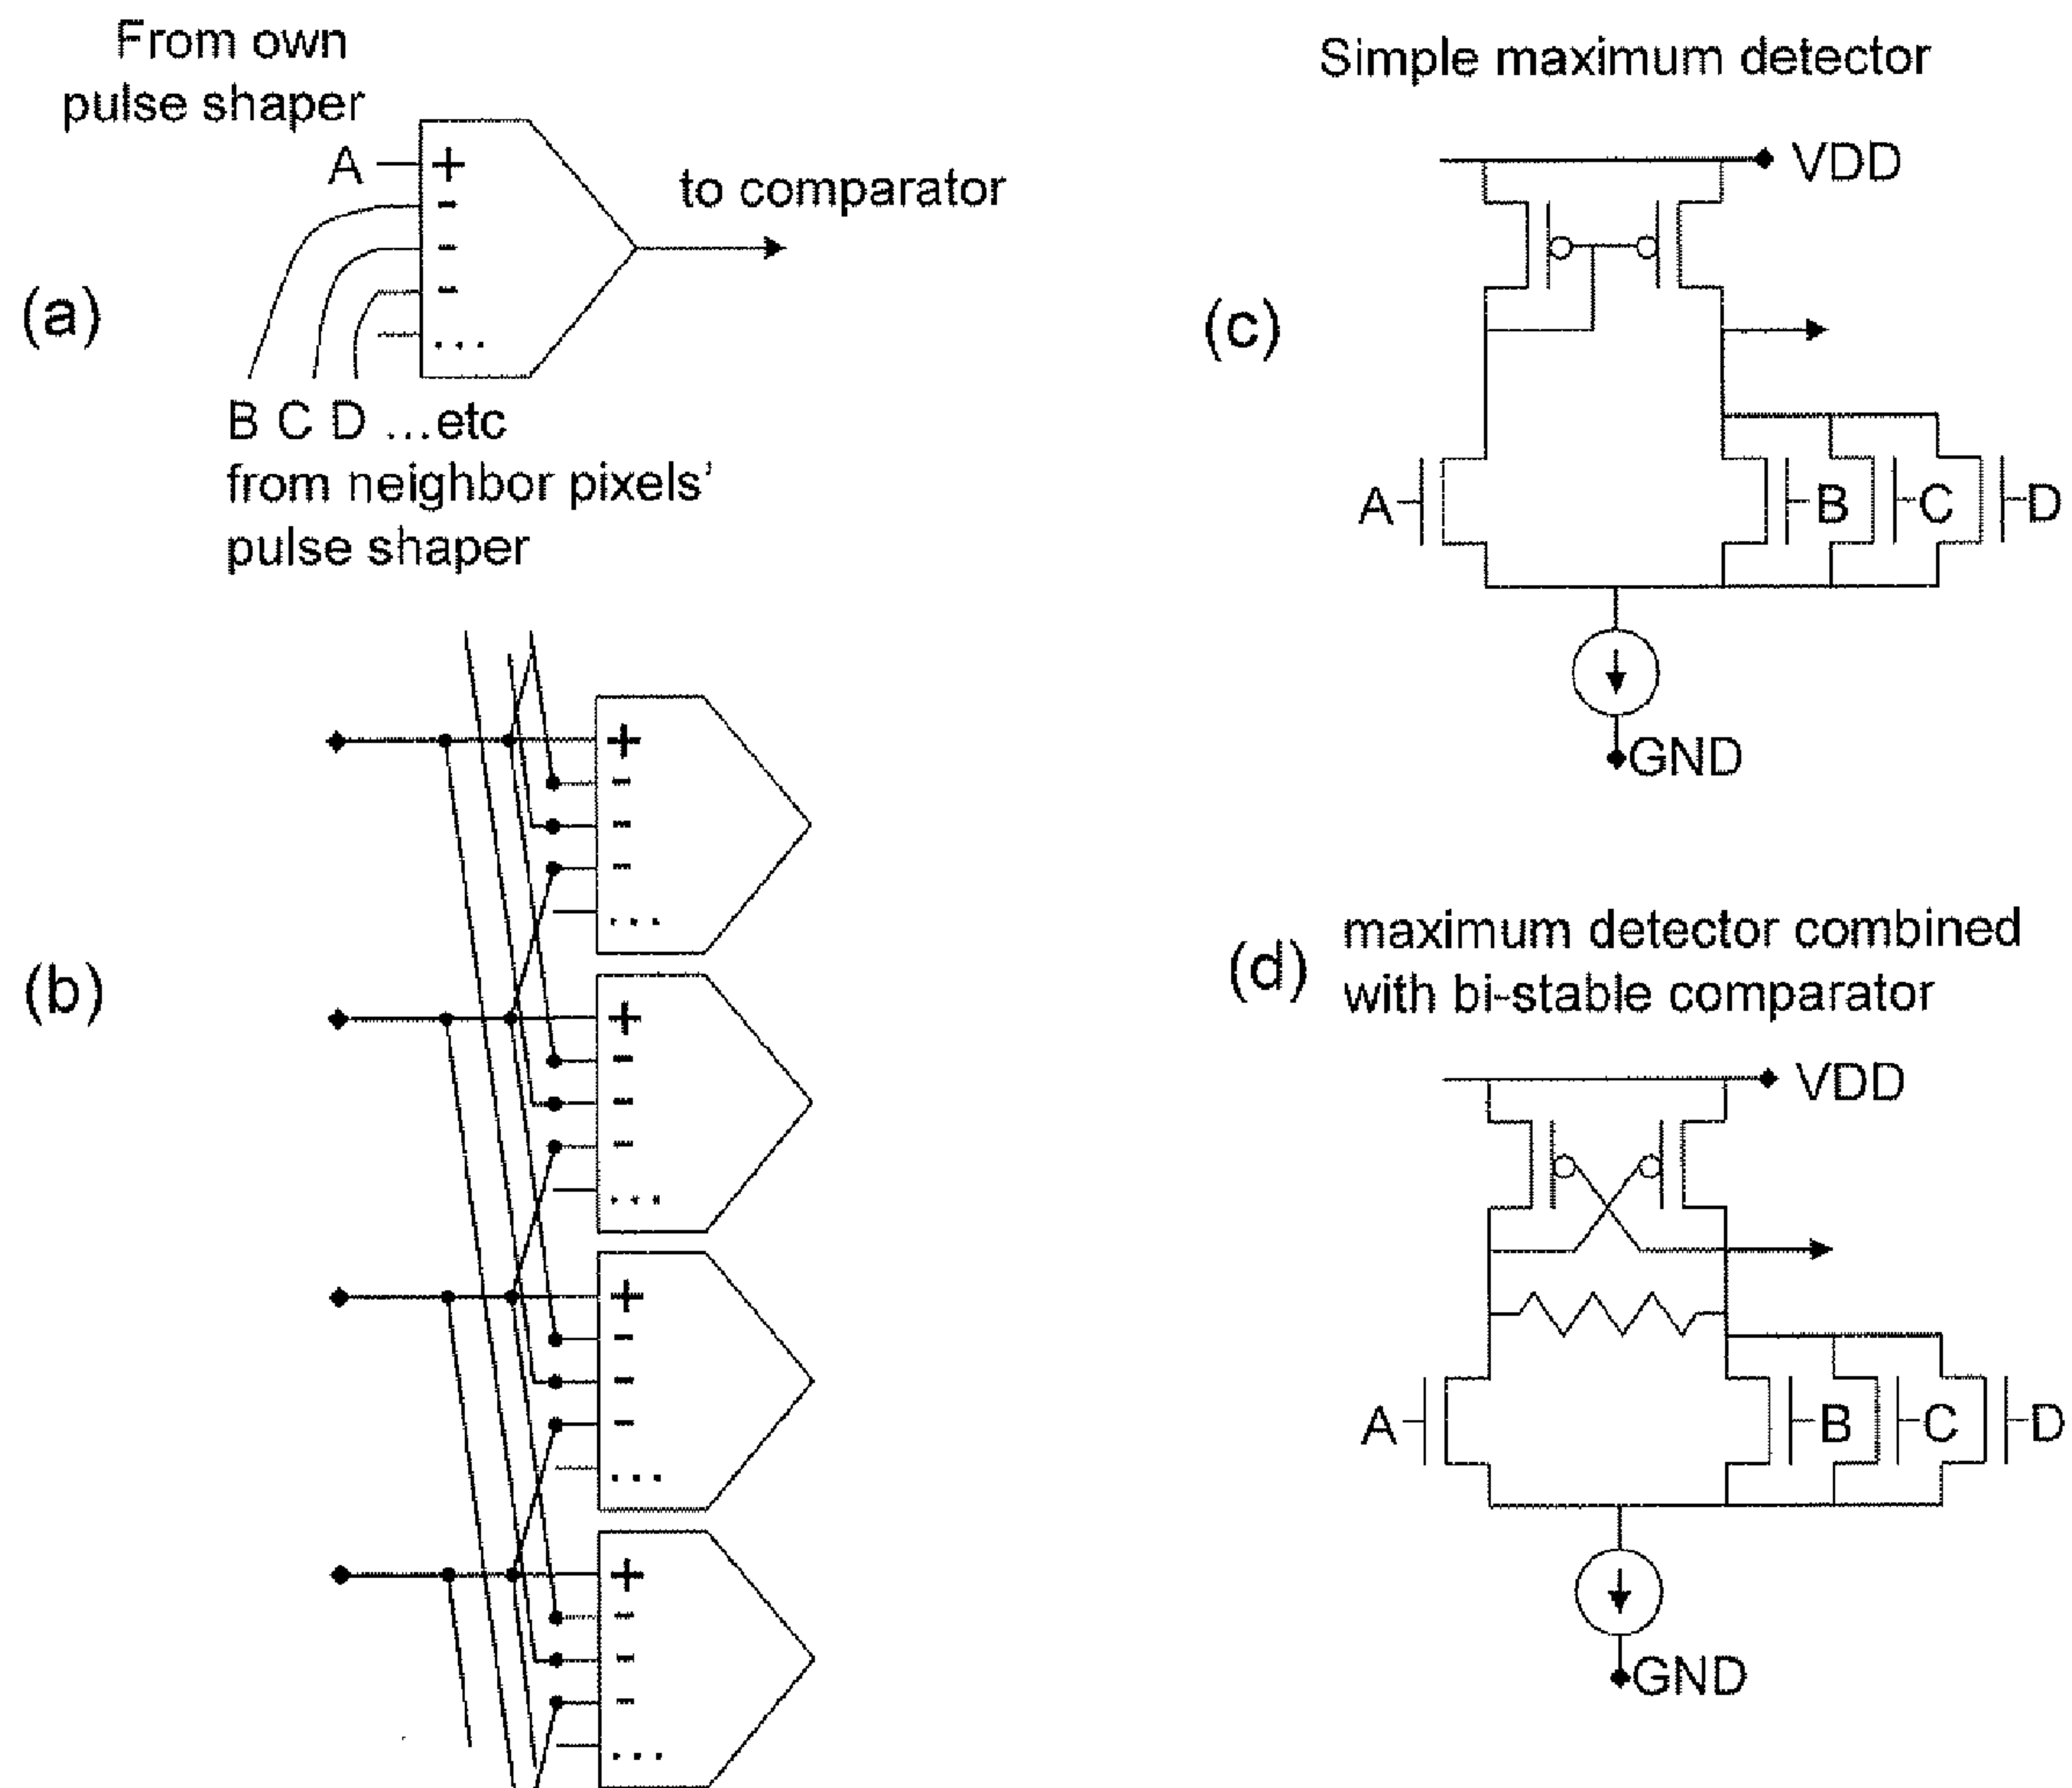 From own
pulse shaper
A
+
-
-
-
...
to comparator
B C D ...etc
from neighbor pixels'
pulse shaper
(a)
(b)
+
-
-
-
...
+
-
-
-
...
+
-
-
-
...
+
-
-
-
...
Simple maximum detector
(c)
VDD
A
B
C
D
GND
(d)
maximum detector combined
with bi-stable comparator
VDD
A
B
C
D
GND